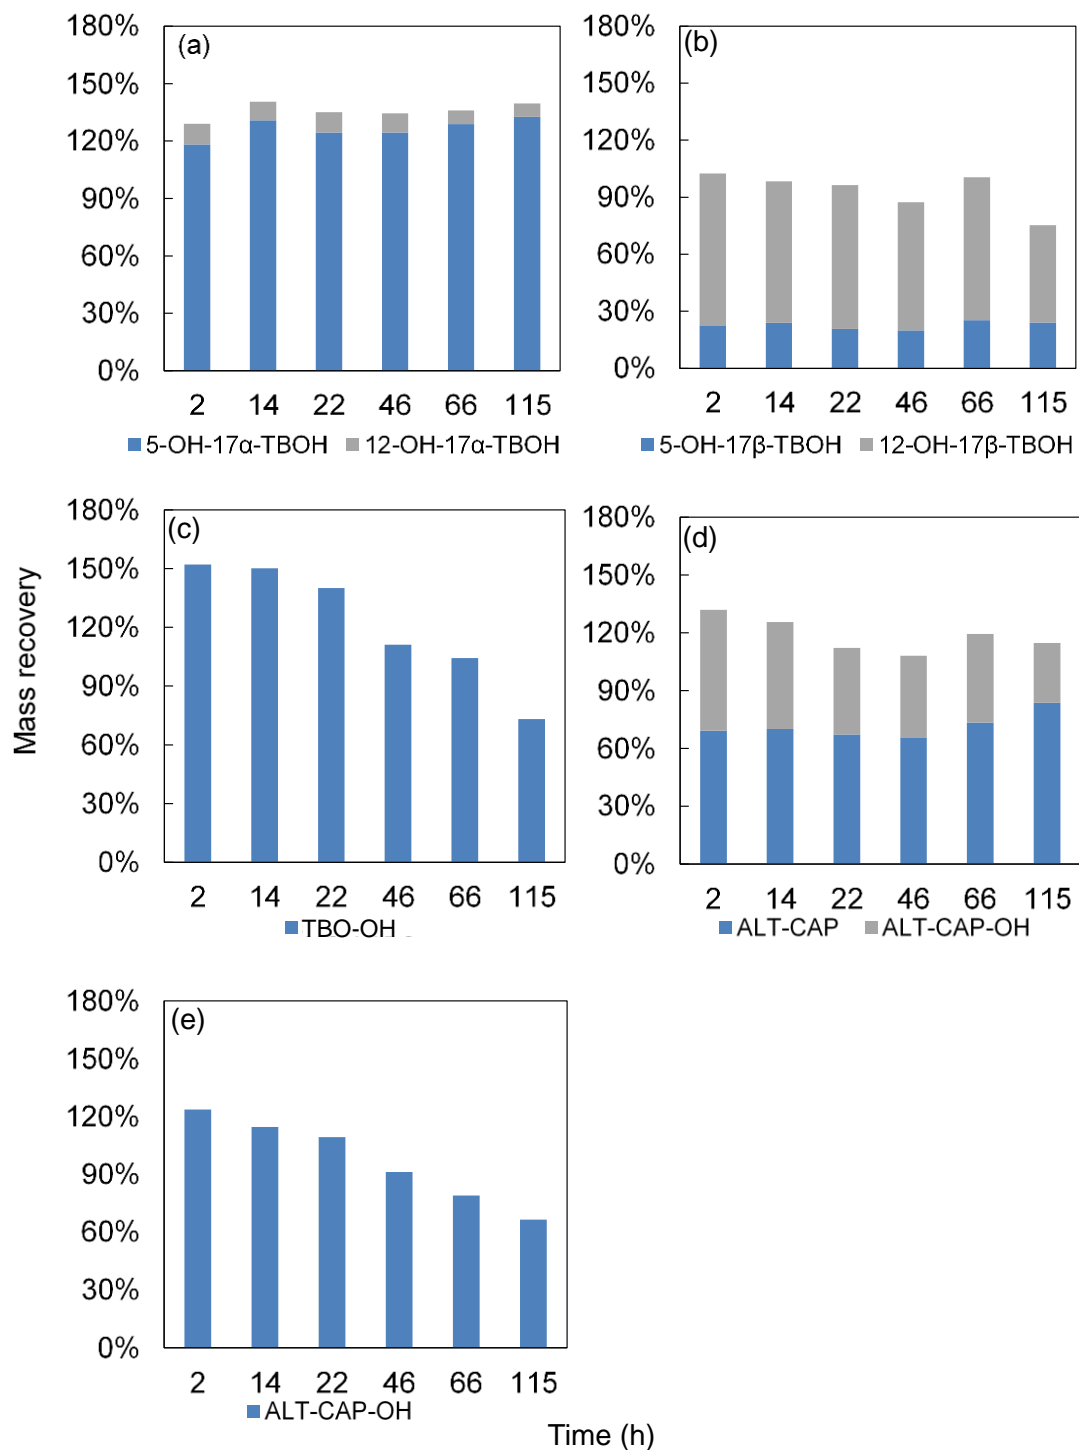 180%
150%
120%
90%
60%
30%
0%
(a)
2 14 22 46 66 115
5-OH-17α-TBOH 12-OH-17α-TBOH
180%
150%
120%
90%
60%
30%
0%
(b)
2 14 22 46 66 115
5-OH-17β-TBOH 12-OH-17β-TBOH
Mass recovery
180%
150%
120%
90%
60%
30%
0%
(c)
2 14 22 46 66 115
TBO-OH
180%
150%
120%
90%
60%
30%
0%
(d)
2 14 22 46 66 115
ALT-CAP ALT-CAP-OH
180%
150%
120%
90%
60%
30%
0%
(e)
2 14 22 46 66 115
ALT-CAP-OH
Time (h)